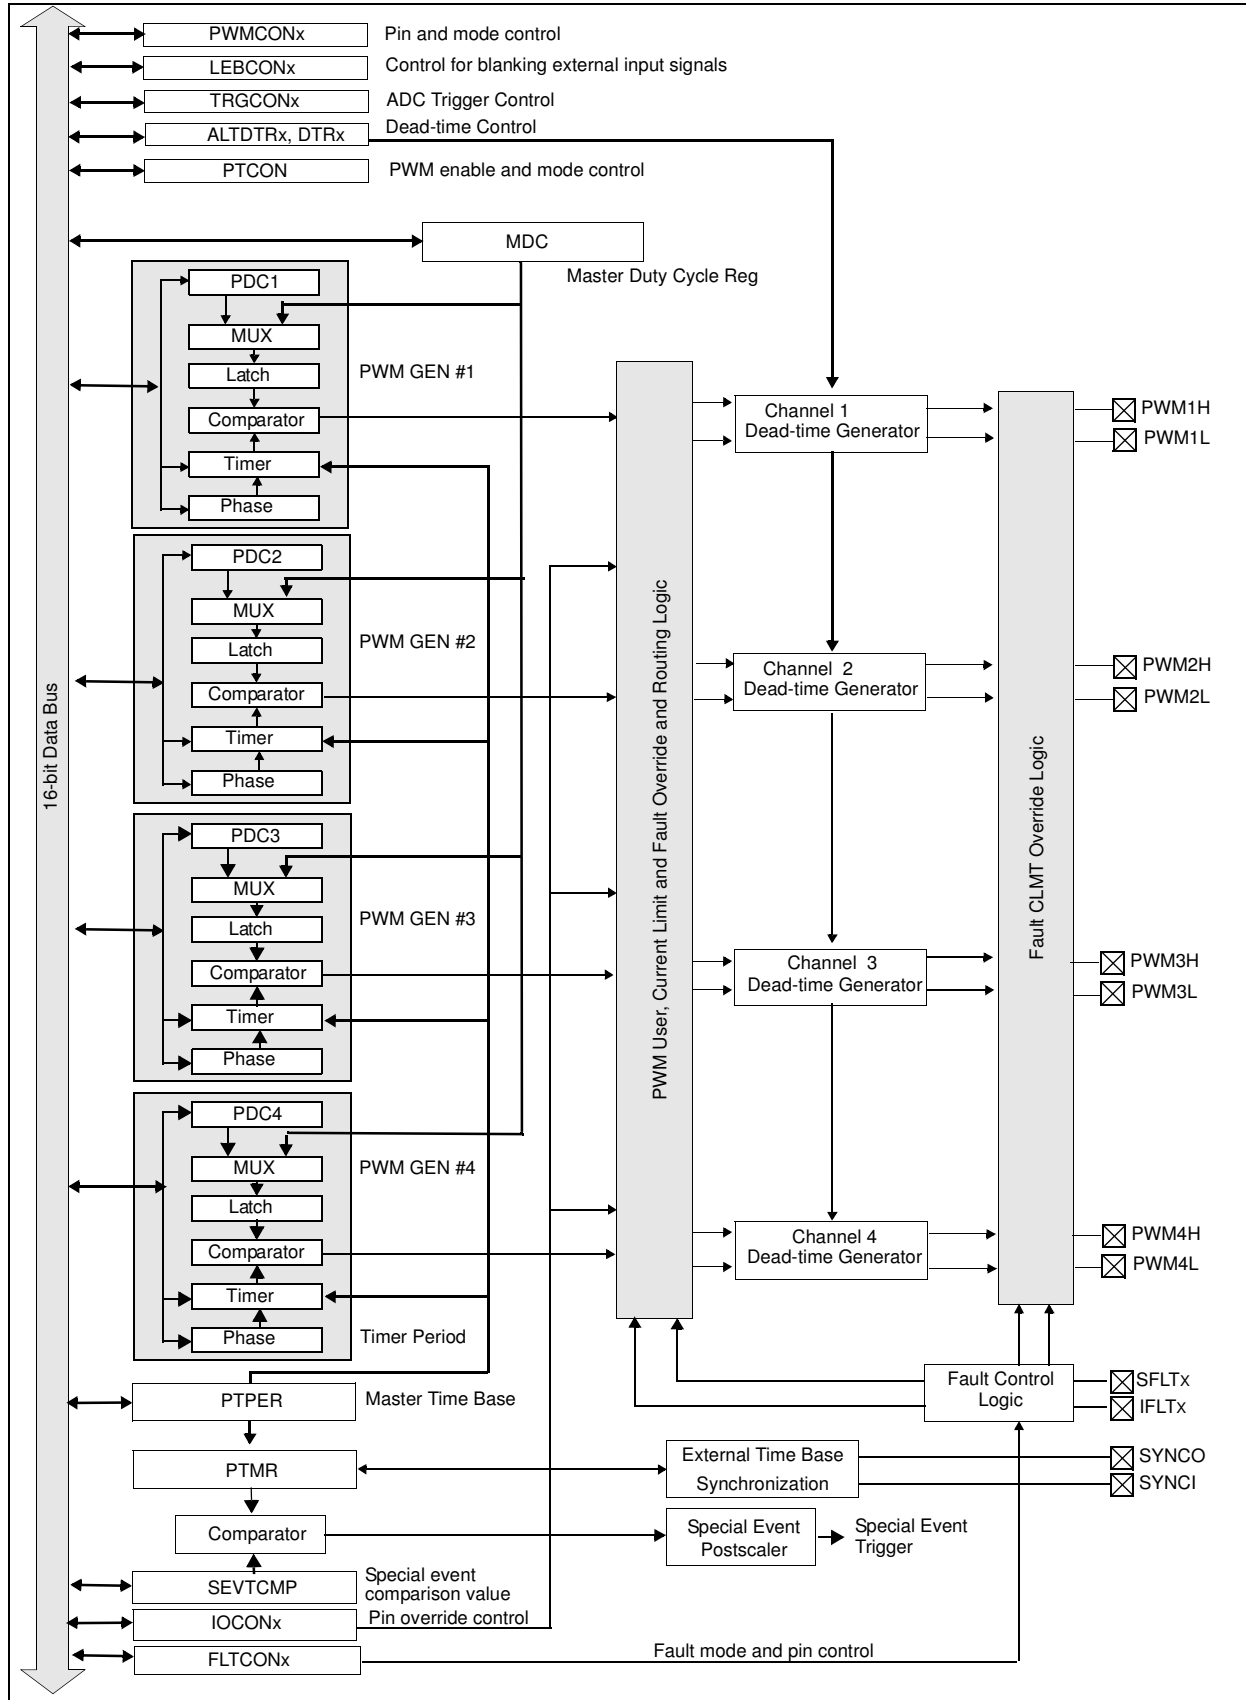 PWMCONx Pin and mode control
LEBCONx Control for blanking external input signals
TRGCONx ADC Trigger Control
ALTDTRx, DTRx Dead-time Control
PTCON PWM enable and mode control
MDC
Master Duty Cycle Reg
16-bit Data Bus
PDC1
MUX
Latch
Comparator
Timer
Phase
PWM GEN #1
PDC2
MUX
Latch
Comparator
Timer
Phase
PWM GEN #2
PDC3
MUX
Latch
Comparator
Timer
Phase
PWM GEN #3
PDC4
MUX
Latch
Comparator
Timer
Phase
PWM GEN #4
Timer Period
PWM User, Current Limit and Fault Override and Routing Logic
Channel 1
Dead-time Generator
Channel 2
Dead-time Generator
Channel 3
Dead-time Generator
Channel 4
Dead-time Generator
Fault CLMT Override Logic
PWM1H
PWM1L
PWM2H
PWM2L
PWM3H
PWM3L
PWM4H
PWM4L
Fault Control
Logic
SFLTx
IFLTx
PTPER Master Time Base
PTMR
External Time Base
Synchronization
SYNCO
SYNCI
Comparator
Special Event
Postscaler
Special Event
Trigger
SEVTCMP
Special event
comparison value
IOCONx Pin override control
FLTCONx Fault mode and pin control